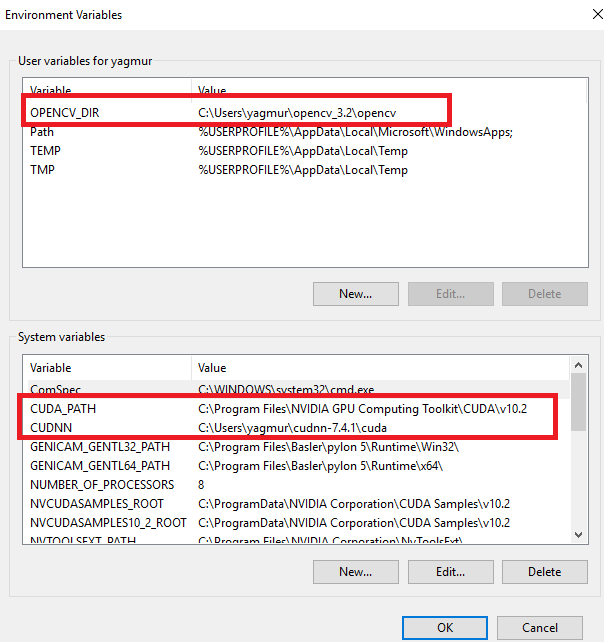 Environment Variables
User variables for yagmur
Variable Value
OPENCV_DIR C:\Users\yagmur\opencv_3.2\opencv
Path %USERPROFILE%\AppData\Local\Microsoft\WindowsApps;
TEMP %USERPROFILE%\AppData\Local\Temp
TMP %USERPROFILE%\AppData\Local\Temp
New... Edit... Delete
System variables
Variable Value
ComSpec C:\WINDOWS\system32\cmd.exe
CUDA_PATH C:\Program Files\NVIDIA GPU Computing Toolkit\CUDA\v10.2
CUDNN C:\Users\yagmur\cudnn-7.4.1\cuda
GENICAM_GENTL32_PATH C:\Program Files\Basler\pylon 5\Runtime\Win32\
GENICAM_GENTL64_PATH C:\Program Files\Basler\pylon 5\Runtime\x64\
NUMBER_OF_PROCESSORS 8
NVCUDASAMPLES_ROOT C:\ProgramData\NVIDIA Corporation\CUDA Samples\v10.2
NVCUDASAMPLES10_2_ROOT C:\ProgramData\NVIDIA Corporation\CUDA Samples\v10.2
NVTOOLSEXT_PATH C:\Program Files\NVIDIA Corporation\NvToolsExt\
New... Edit... Delete
OK Cancel